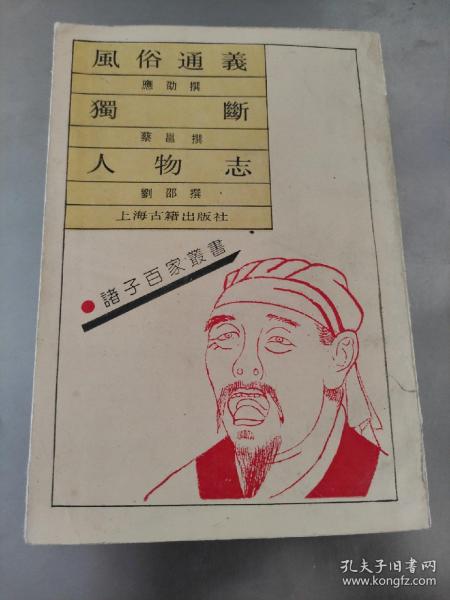 風俗通義
應劭撰
獨斷
蔡邕撰
人物志
劉邵撰
上海古籍出版社
諸子百家叢書
孔夫子旧书网
www.kongfz.com